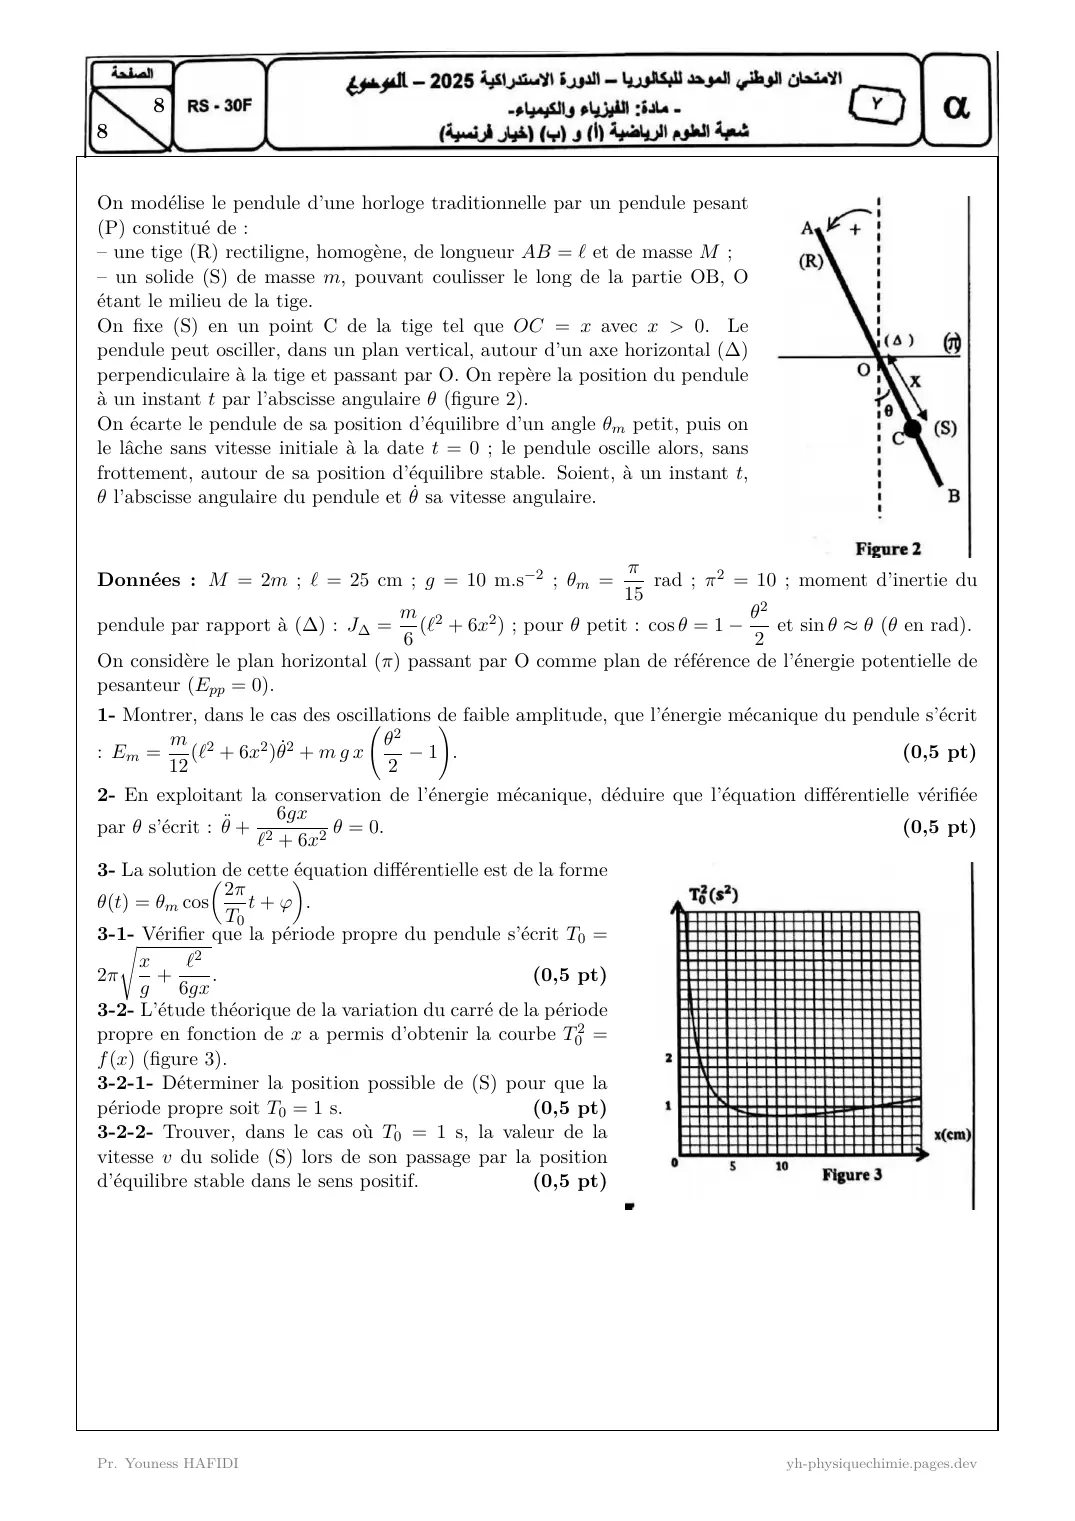 الصفحة
8
8
RS - 30F
الامتحان الوطني الموحد للبكالوريا – الدورة الاستدراكية 2025 – الموضوع
- مادة: الفيزياء والكيمياء-
شعبة العلوم الرياضية (أ) و (ب) (خيار فرنسية)
Y
α
On modélise le pendule d'une horloge traditionnelle par un pendule pesant
(P) constitué de :
– une tige (R) rectiligne, homogène, de longueur AB = ℓ et de masse M ;
– un solide (S) de masse m, pouvant coulisser le long de la partie OB, O
étant le milieu de la tige.
On fixe (S) en un point C de la tige tel que OC = x avec x > 0. Le
pendule peut osciller, dans un plan vertical, autour d'un axe horizontal (Δ)
perpendiculaire à la tige et passant par O. On repère la position du pendule
à un instant t par l'abscisse angulaire θ (figure 2).
On écarte le pendule de sa position d'équilibre d'un angle θm petit, puis on
le lâche sans vitesse initiale à la date t = 0 ; le pendule oscille alors, sans
frottement, autour de sa position d'équilibre stable. Soient, à un instant t,
θ l'abscisse angulaire du pendule et θ̇ sa vitesse angulaire.
A
+
(R)
(Δ)
(π)
O
x
θ
C
(S)
B
Figure 2
Données : M = 2m ; ℓ = 25 cm ; g = 10 m.s⁻² ; θm = π/15 rad ; π² = 10 ; moment d'inertie du
pendule par rapport à (Δ) : JΔ = m/6 (ℓ² + 6x²) ; pour θ petit : cos θ = 1 − θ²/2 et sin θ ≈ θ (θ en rad).
On considère le plan horizontal (π) passant par O comme plan de référence de l'énergie potentielle de
pesanteur (Epp = 0).
1- Montrer, dans le cas des oscillations de faible amplitude, que l'énergie mécanique du pendule s'écrit
: Em = m/12 (ℓ² + 6x²)θ̇² + m g x (θ²/2 − 1). (0,5 pt)
2- En exploitant la conservation de l'énergie mécanique, déduire que l'équation différentielle vérifiée
par θ s'écrit : θ̈ + 6gx/(ℓ² + 6x²) θ = 0. (0,5 pt)
3- La solution de cette équation différentielle est de la forme
θ(t) = θm cos(2π/T₀ t + φ).
3-1- Vérifier que la période propre du pendule s'écrit T₀ =
2π√(x/g + ℓ²/6gx). (0,5 pt)
3-2- L'étude théorique de la variation du carré de la période
propre en fonction de x a permis d'obtenir la courbe T₀² =
f(x) (figure 3).
3-2-1- Déterminer la position possible de (S) pour que la
période propre soit T₀ = 1 s. (0,5 pt)
3-2-2- Trouver, dans le cas où T₀ = 1 s, la valeur de la
vitesse v du solide (S) lors de son passage par la position
d'équilibre stable dans le sens positif. (0,5 pt)
T₀²(s²)
2
1
0
5
10
x(cm)
Figure 3
Pr. Youness HAFIDI
yh-physiquechimie.pages.dev